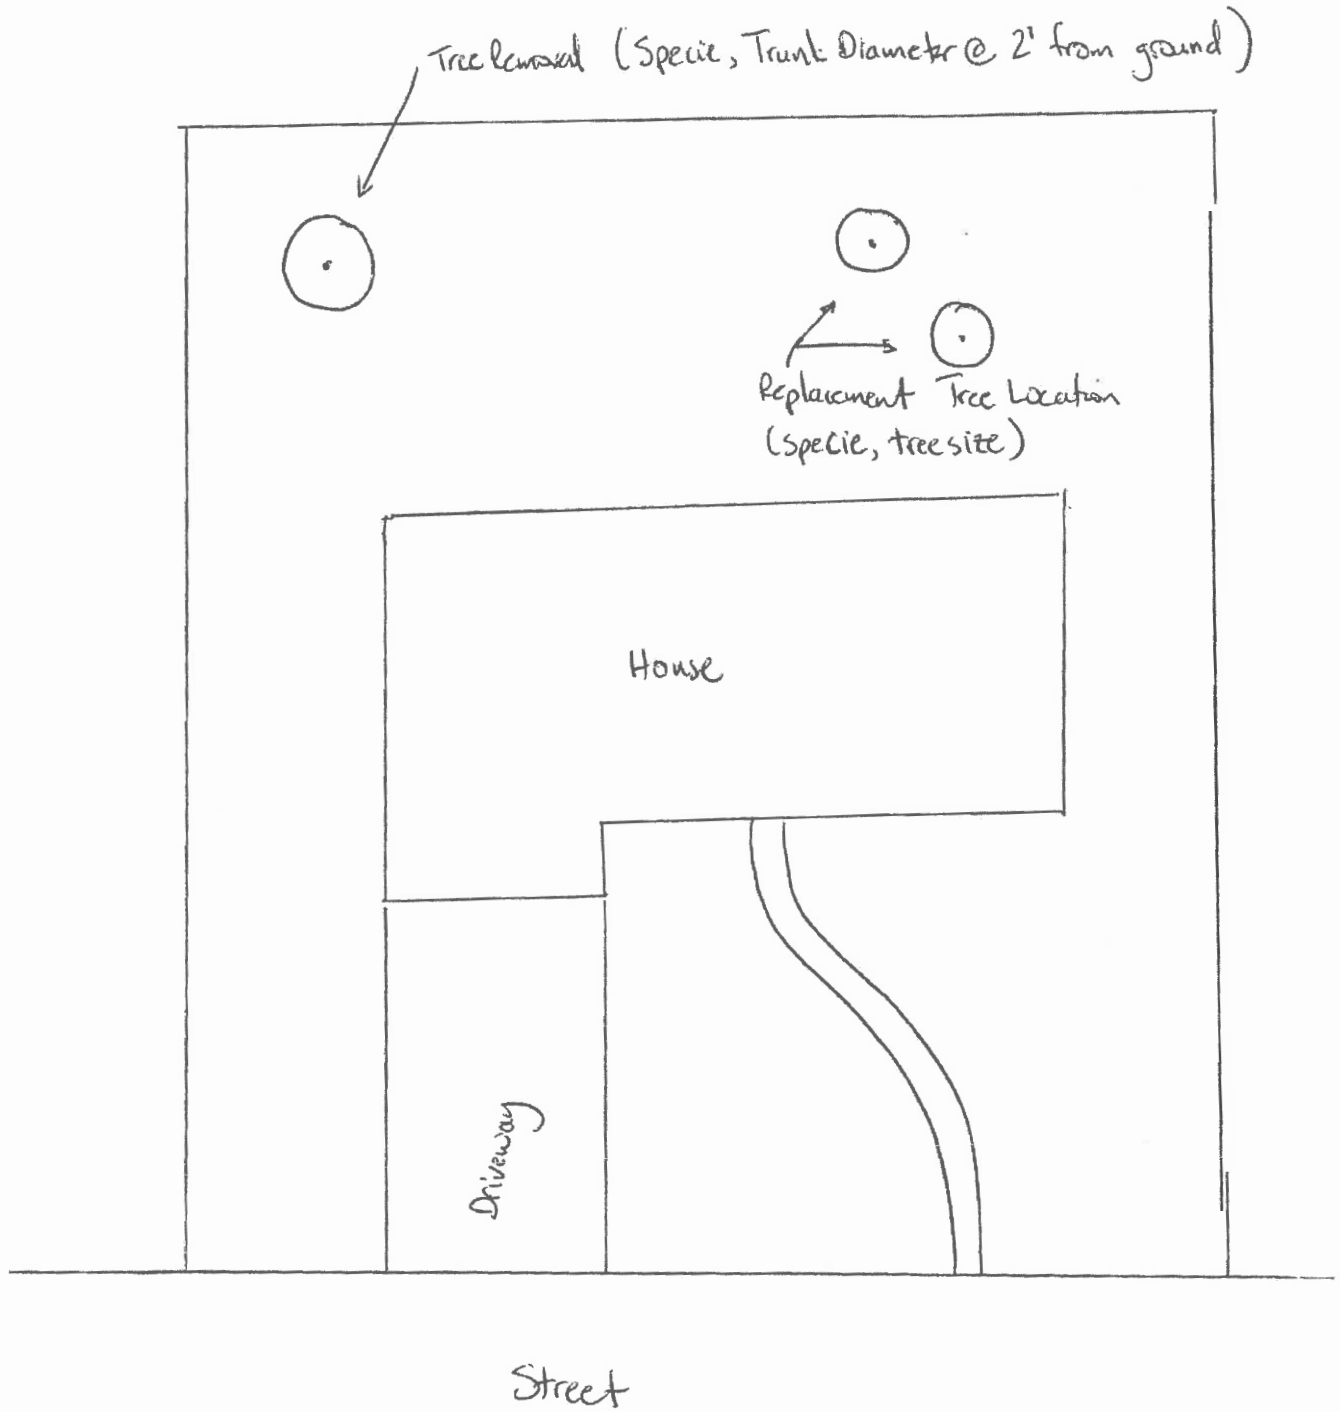 Tree Removal (Specie, Trunk Diameter @ 2' from ground)
Replacement Tree Location
(specie, tree size)
House
Driveway
Street